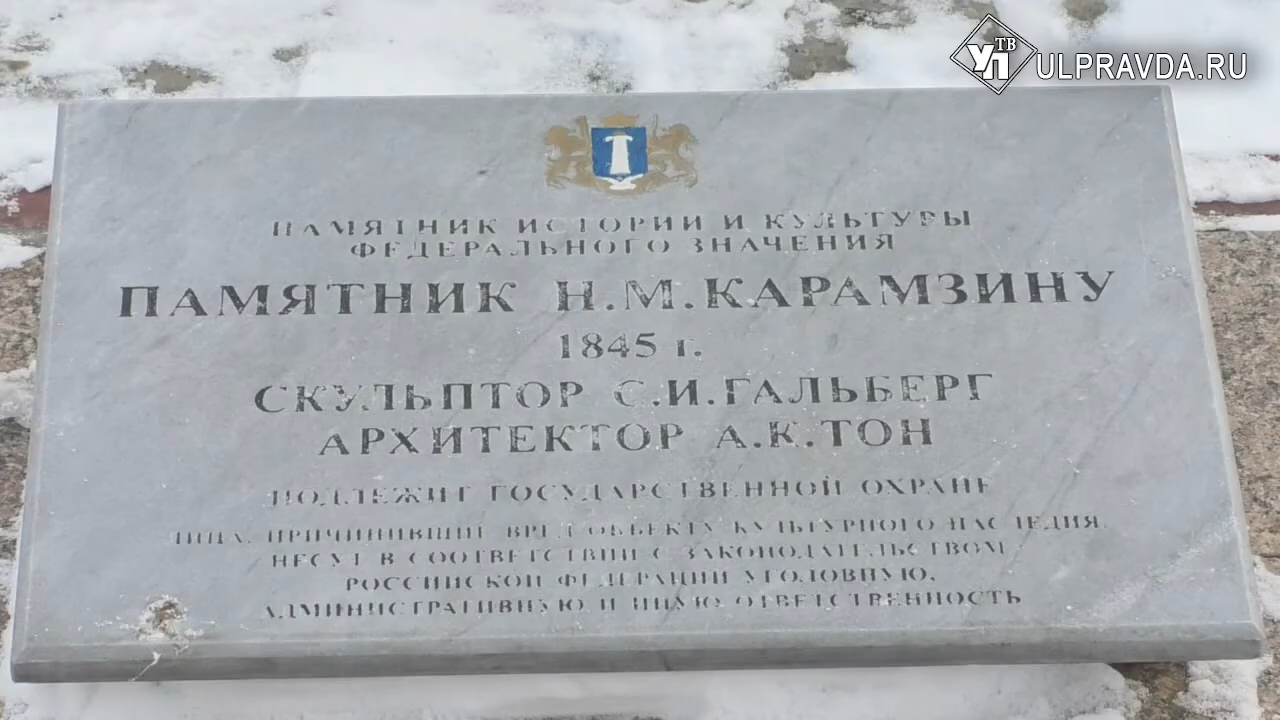 УП ТВ ULPRAVDA.RU
ПАМЯТНИК ИСТОРИИ И КУЛЬТУРЫ
ФЕДЕРАЛЬНОГО ЗНАЧЕНИЯ
ПАМЯТНИК Н.М.КАРАМЗИНУ
1845 г.
СКУЛЬПТОР С.И.ГАЛЬБЕРГ
АРХИТЕКТОР А.К.ТОН
ПОДЛЕЖИТ ГОСУДАРСТВЕННОЙ ОХРАНЕ
ЛИЦА, ПРИЧИНИВШИЕ ВРЕД ОБЪЕКТУ КУЛЬТУРНОГО НАСЛЕДИЯ,
НЕСУТ В СООТВЕТСТВИИ С ЗАКОНОДАТЕЛЬСТВОМ
РОССИЙСКОЙ ФЕДЕРАЦИИ УГОЛОВНУЮ,
АДМИНИСТРАТИВНУЮ И ИНУЮ ОТВЕТСТВЕННОСТЬ